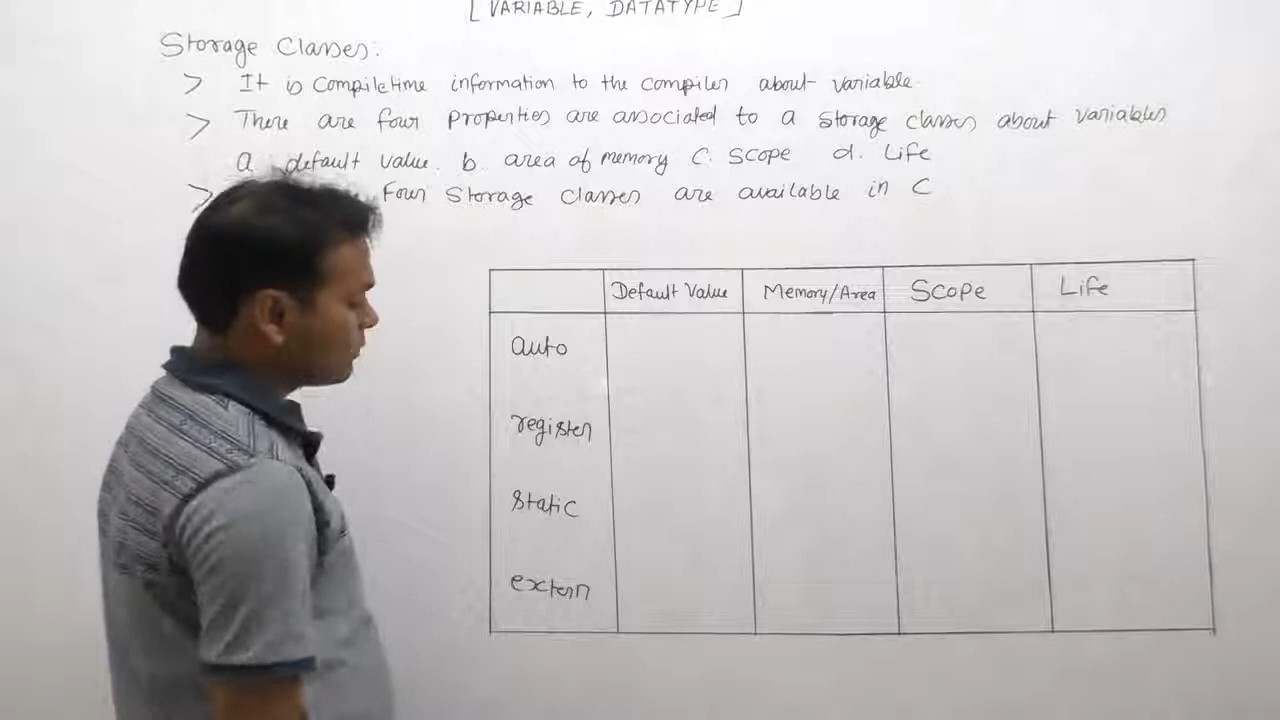 [ VARIABLE, DATATYPE ]
Storage Classes:
> It is compiletime information to the compiler about variable
> There are four properties are associated to a storage classes about variables
a default value. b. area of memory C. Scope d. Life
> Four Storage Classes are available in C
Default Value Memory/Area Scope Life
auto
register
Static
extern